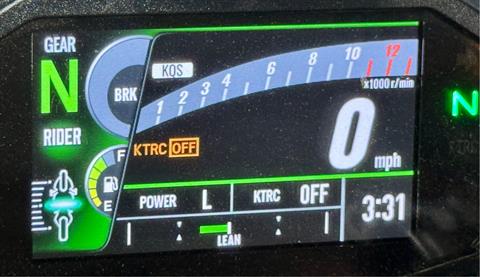 GEAR
N
RIDER
BRK
KQS
1 2 3 4 6 8 10 12
x1000r/min
KTRC OFF
0 mph
F
E
POWER L KTRC OFF
3:31
LEAN
N